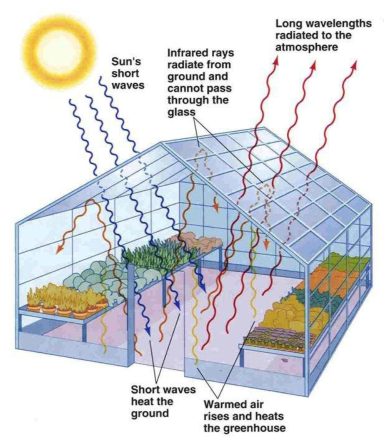 Sun's
short
waves
Infrared rays
radiate from
ground and
cannot pass
through the
glass
Long wavelengths
radiated to the
atmosphere
Short waves
heat the
ground
Warmed air
rises and heats
the greenhouse